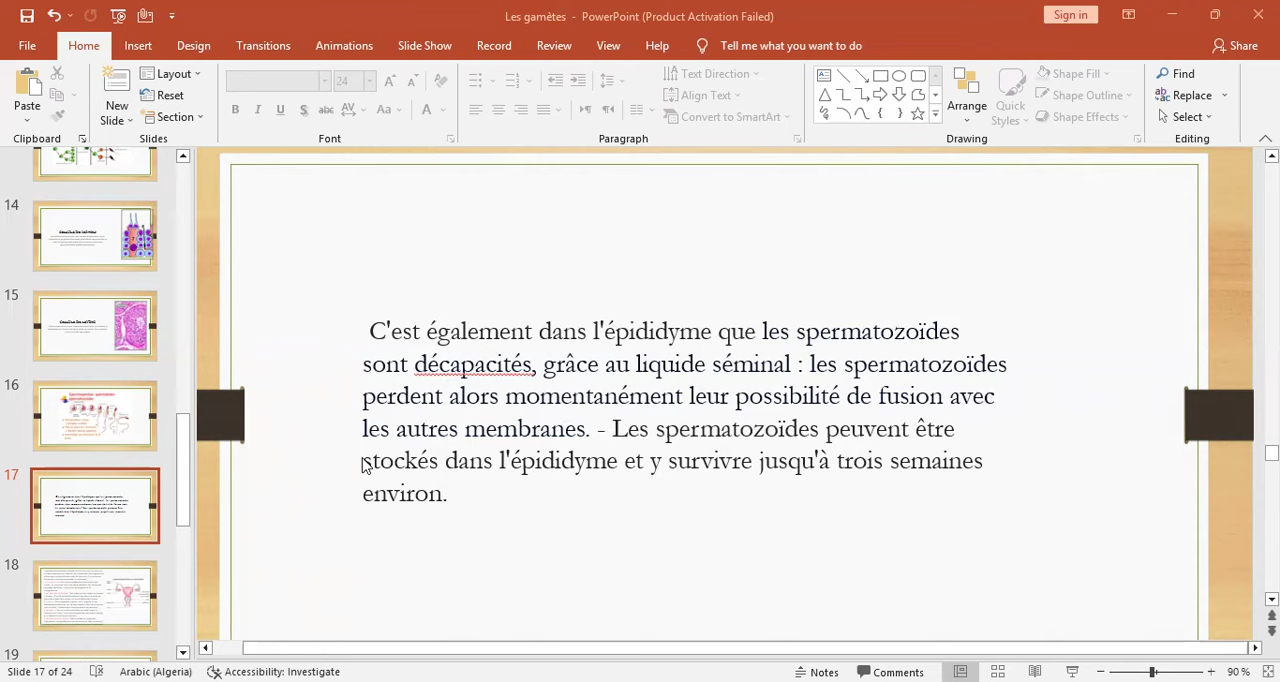 Les gamètes - PowerPoint (Product Activation Failed)
Sign in
File Home Insert Design Transitions Animations Slide Show Record Review View Help Tell me what you want to do Share
Paste
Clipboard
New Slide
Layout
Reset
Section
Slides
24
B I U S abc AV Aa A
Font
Text Direction
Align Text
Convert to SmartArt
Paragraph
Arrange
Quick Styles
Shape Fill
Shape Outline
Shape Effects
Drawing
Find
Replace
Select
Editing
14
15
16
17
18
19
C'est également dans l'épididyme que les spermatozoïdes
sont décapacités, grâce au liquide séminal : les spermatozoïdes
perdent alors momentanément leur possibilité de fusion avec
les autres membranes. - Les spermatozoïdes peuvent être
stockés dans l'épididyme et y survivre jusqu'à trois semaines
environ.
Slide 17 of 24 Arabic (Algeria) Accessibility: Investigate Notes Comments 90 %